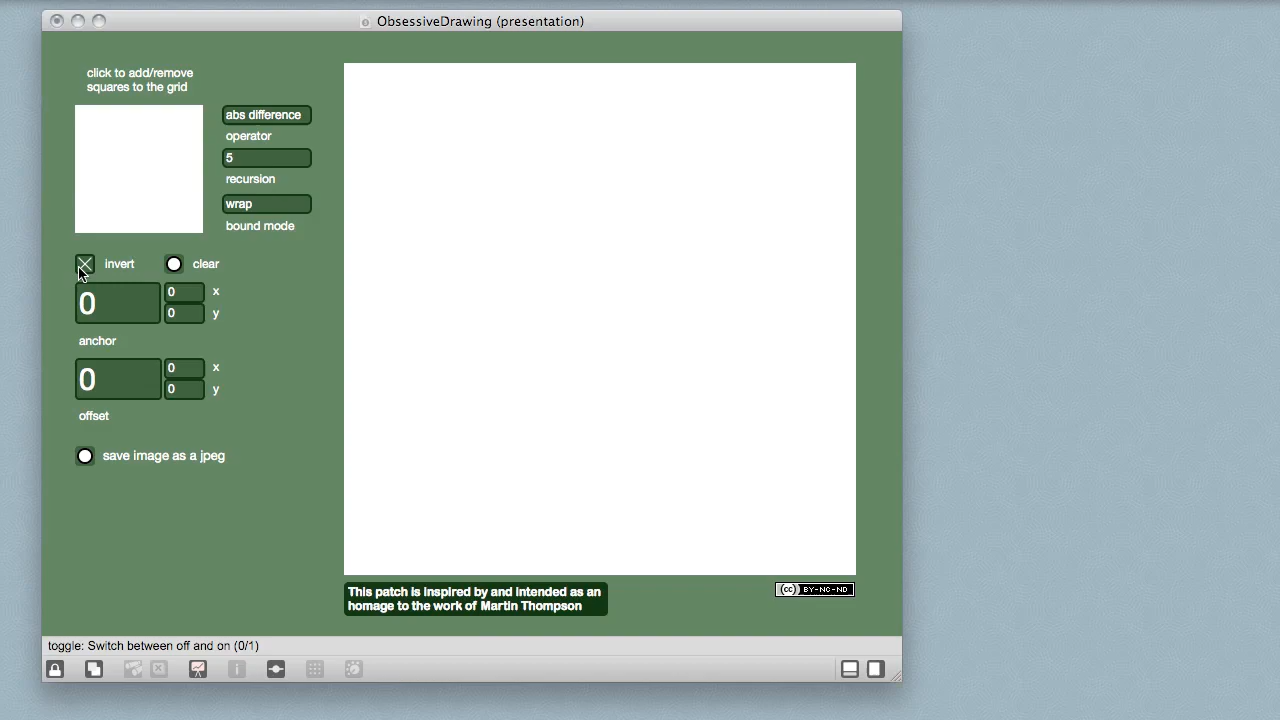 ObsessiveDrawing (presentation)
click to add/remove
squares to the grid
abs difference
operator
5
recursion
wrap
bound mode
invert
clear
0
0
x
0
y
anchor
0
0
x
0
y
offset
save image as a jpeg
This patch is inspired by and intended as an
homage to the work of Martin Thompson
cc BY-NC-ND
toggle: Switch between off and on (0/1)